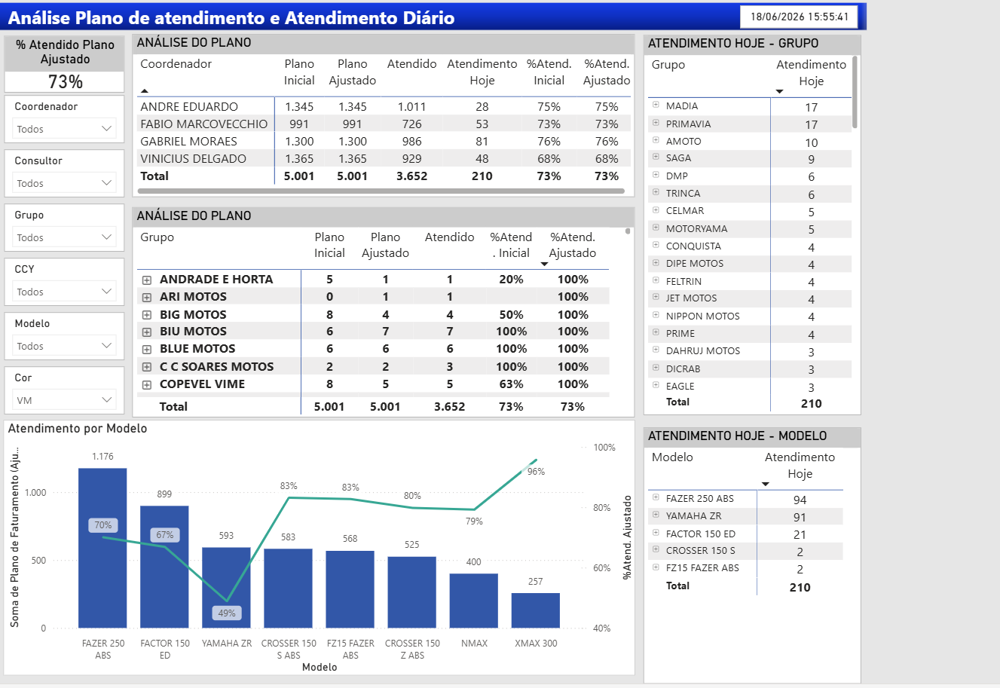 Análise Plano de atendimento e Atendimento Diário
18/06/2026 15:55:41
% Atendido Plano
Ajustado
73%
Coordenador
Todos
Consultor
Todos
Grupo
Todos
CCY
Todos
Modelo
Todos
Cor
VM
ANÁLISE DO PLANO
Coordenador Plano Inicial Plano Ajustado Atendido Atendimento Hoje %Atend. Inicial %Atend. Ajustado
ANDRE EDUARDO 1.345 1.345 1.011 28 75% 75%
FABIO MARCOVECCHIO 991 991 726 53 73% 73%
GABRIEL MORAES 1.300 1.300 986 81 76% 76%
VINICIUS DELGADO 1.365 1.365 929 48 68% 68%
Total 5.001 5.001 3.652 210 73% 73%
ANÁLISE DO PLANO
Grupo Plano Inicial Plano Ajustado Atendido %Atend . Inicial %Atend. Ajustado
ANDRADE E HORTA 5 1 1 20% 100%
ARI MOTOS 0 1 1 100%
BIG MOTOS 8 4 4 50% 100%
BIU MOTOS 6 7 7 100% 100%
BLUE MOTOS 6 6 6 100% 100%
C C SOARES MOTOS 2 2 3 100% 100%
COPEVEL VIME 8 5 5 63% 100%
Total 5.001 5.001 3.652 73% 73%
ATENDIMENTO HOJE - GRUPO
Grupo Atendimento Hoje
MADIA 17
PRIMAVIA 17
AMOTO 10
SAGA 9
DMP 6
TRINCA 6
CELMAR 5
MOTORYAMA 5
CONQUISTA 4
DIPE MOTOS 4
FELTRIN 4
JET MOTOS 4
NIPPON MOTOS 4
PRIME 4
DAHRUJ MOTOS 3
DICRAB 3
EAGLE 3
Total 210
Atendimento por Modelo
Soma de Plano de Faturamento (Aju...
1.000
500
0
1.176
899
593
583
568
525
400
257
70%
67%
49%
83%
83%
80%
79%
96%
100%
80%
60%
40%
%Atend. Ajustado
FAZER 250 ABS
FACTOR 150 ED
YAMAHA ZR
CROSSER 150 S ABS
FZ15 FAZER ABS
CROSSER 150 Z ABS
NMAX
XMAX 300
Modelo
ATENDIMENTO HOJE - MODELO
Modelo Atendimento Hoje
FAZER 250 ABS 94
YAMAHA ZR 91
FACTOR 150 ED 21
CROSSER 150 S 2
FZ15 FAZER ABS 2
Total 210